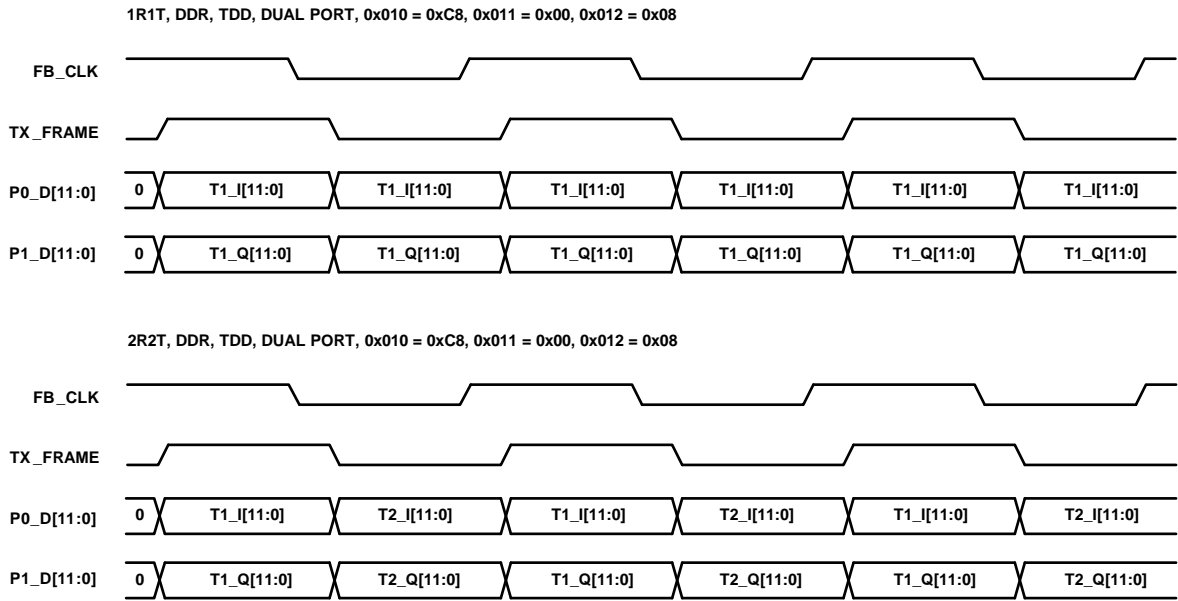 1R1T, DDR, TDD, DUAL PORT, 0x010 = 0xC8, 0x011 = 0x00, 0x012 = 0x08
FB_CLK
TX_FRAME
P0_D[11:0] 0 T1_I[11:0] T1_I[11:0] T1_I[11:0] T1_I[11:0] T1_I[11:0] T1_I[11:0]
P1_D[11:0] 0 T1_Q[11:0] T1_Q[11:0] T1_Q[11:0] T1_Q[11:0] T1_Q[11:0] T1_Q[11:0]
2R2T, DDR, TDD, DUAL PORT, 0x010 = 0xC8, 0x011 = 0x00, 0x012 = 0x08
FB_CLK
TX_FRAME
P0_D[11:0] 0 T1_I[11:0] T2_I[11:0] T1_I[11:0] T2_I[11:0] T1_I[11:0] T2_I[11:0]
P1_D[11:0] 0 T1_Q[11:0] T2_Q[11:0] T1_Q[11:0] T2_Q[11:0] T1_Q[11:0] T2_Q[11:0]